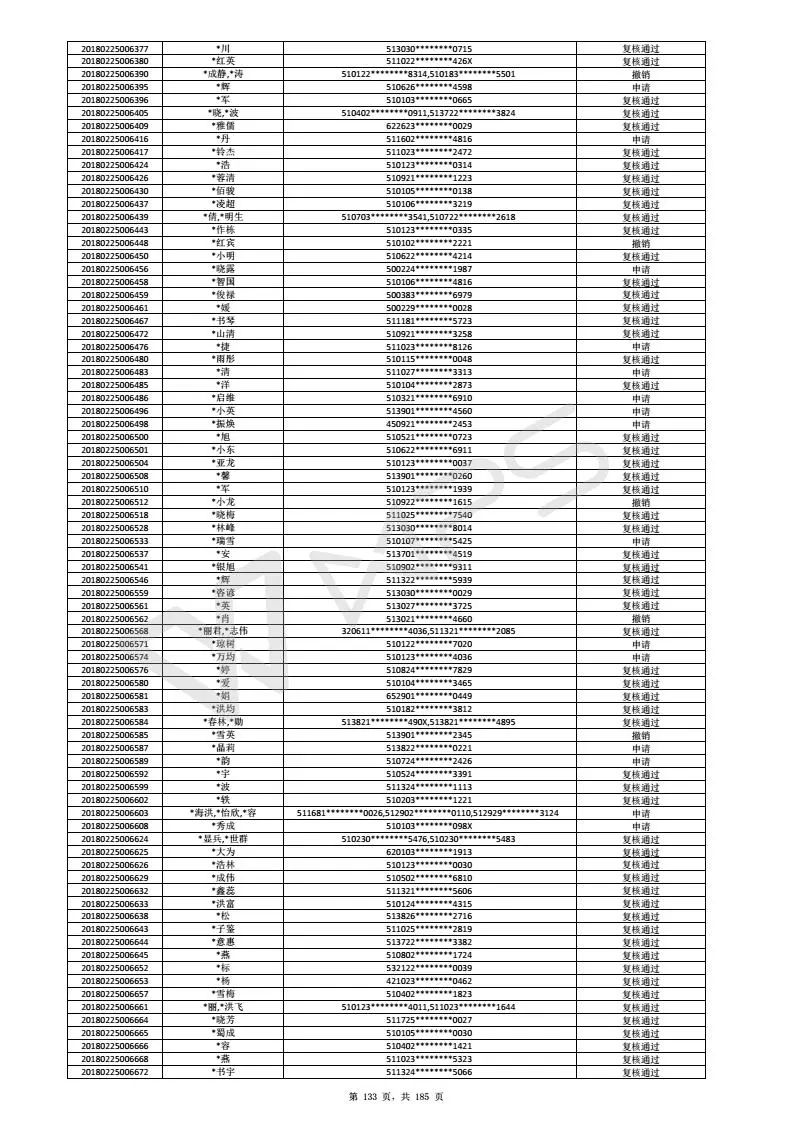 20180225006377 *川 513030********0715 复核通过
20180225006380 *红英 511022********426X 复核通过
20180225006390 *成静,*涛 510122********8314,510183********5501 撤销
20180225006395 *辉 510626********4598 申请
20180225006396 *军 510103********0665 复核通过
20180225006405 *晓,*波 510402********0911,513722********3824 复核通过
20180225006409 *雅儒 622623********0029 复核通过
20180225006416 *丹 511602********4816 申请
20180225006417 *铃杰 511023********2472 复核通过
20180225006424 *浩 510123********0314 复核通过
20180225006426 *蓉清 510921********1223 复核通过
20180225006430 *佰骏 510105********0138 复核通过
20180225006437 *凌超 510106********3219 复核通过
20180225006439 *倩,*明生 510703********3541,510722********2618 复核通过
20180225006443 *作栋 510123********0335 复核通过
20180225006448 *红宾 510102********2221 撤销
20180225006450 *小明 510622********4214 复核通过
20180225006456 *晓露 500224********1987 申请
20180225006458 *智国 510106********4816 复核通过
20180225006459 *俊禄 500383********6979 复核通过
20180225006461 *媛 500229********0028 复核通过
20180225006467 *书琴 511181********5723 复核通过
20180225006472 *山清 510921********3258 复核通过
20180225006476 *捷 511023********8126 申请
20180225006480 *雨彤 510115********0048 复核通过
20180225006483 *清 511027********3313 申请
20180225006485 *洋 510104********2873 复核通过
20180225006486 *启维 510321********6910 申请
20180225006496 *小英 513901********4560 申请
20180225006498 *振焕 450921********2453 申请
20180225006500 *旭 510521********0723 复核通过
20180225006501 *小东 510622********6911 复核通过
20180225006504 *亚龙 510123********0037 复核通过
20180225006508 *馨 513901********0260 复核通过
20180225006510 *军 510123********1939 复核通过
20180225006512 *小龙 510922********1615 撤销
20180225006518 *晓梅 511025********7540 复核通过
20180225006528 *林峰 513030********8014 复核通过
20180225006533 *瑞雪 510107********5425 申请
20180225006537 *安 513701********4519 复核通过
20180225006541 *银旭 510902********9311 复核通过
20180225006546 *辉 511322********5939 复核通过
20180225006559 *咨谚 513030********0029 复核通过
20180225006561 *英 513027********3725 复核通过
20180225006562 *肖 513021********4660 撤销
20180225006568 *丽君,*志伟 320611********4036,511321********2085 复核通过
20180225006571 *琼树 510122********7020 申请
20180225006574 *万均 510123********4036 申请
20180225006576 *婷 510824********7829 复核通过
20180225006580 *爱 510104********3465 复核通过
20180225006581 *娟 652901********0449 复核通过
20180225006583 *洪均 510182********3812 复核通过
20180225006584 *春林,*勋 513821********490X,513821********4895 复核通过
20180225006585 *雪英 513901********2345 撤销
20180225006587 *晶莉 513822********0221 申请
20180225006589 *韵 510724********2426 申请
20180225006592 *宇 510524********3391 复核通过
20180225006599 *波 511324********1113 复核通过
20180225006602 *轶 510203********1221 复核通过
20180225006603 *海洪,*怡欣,*容 511681********0026,512902********0110,512929********3124 申请
20180225006608 *秀成 510103********098X 申请
20180225006624 *显兵,*世群 510230********5476,510230********5483 复核通过
20180225006625 *大为 620103********1913 复核通过
20180225006626 *浩林 510123********0030 复核通过
20180225006629 *成伟 510502********6810 复核通过
20180225006632 *鑫蕊 511321********5606 复核通过
20180225006633 *洪富 510124********4315 复核通过
20180225006638 *松 513826********2716 复核通过
20180225006643 *子鉴 511025********2819 复核通过
20180225006644 *意惠 513722********3382 复核通过
20180225006645 *燕 510802********1724 复核通过
20180225006652 *标 532122********0039 复核通过
20180225006653 *杨 421023********0462 复核通过
20180225006657 *雪梅 510402********1823 复核通过
20180225006661 *丽,*洪飞 510123********4011,511023********1644 复核通过
20180225006664 *晓芳 511725********0027 复核通过
20180225006665 *蜀成 510105********0030 复核通过
20180225006666 *容 510402********1421 复核通过
20180225006668 *燕 511023********5323 复核通过
20180225006672 *书宇 511324********5066 复核通过
第 133 页，共 185 页